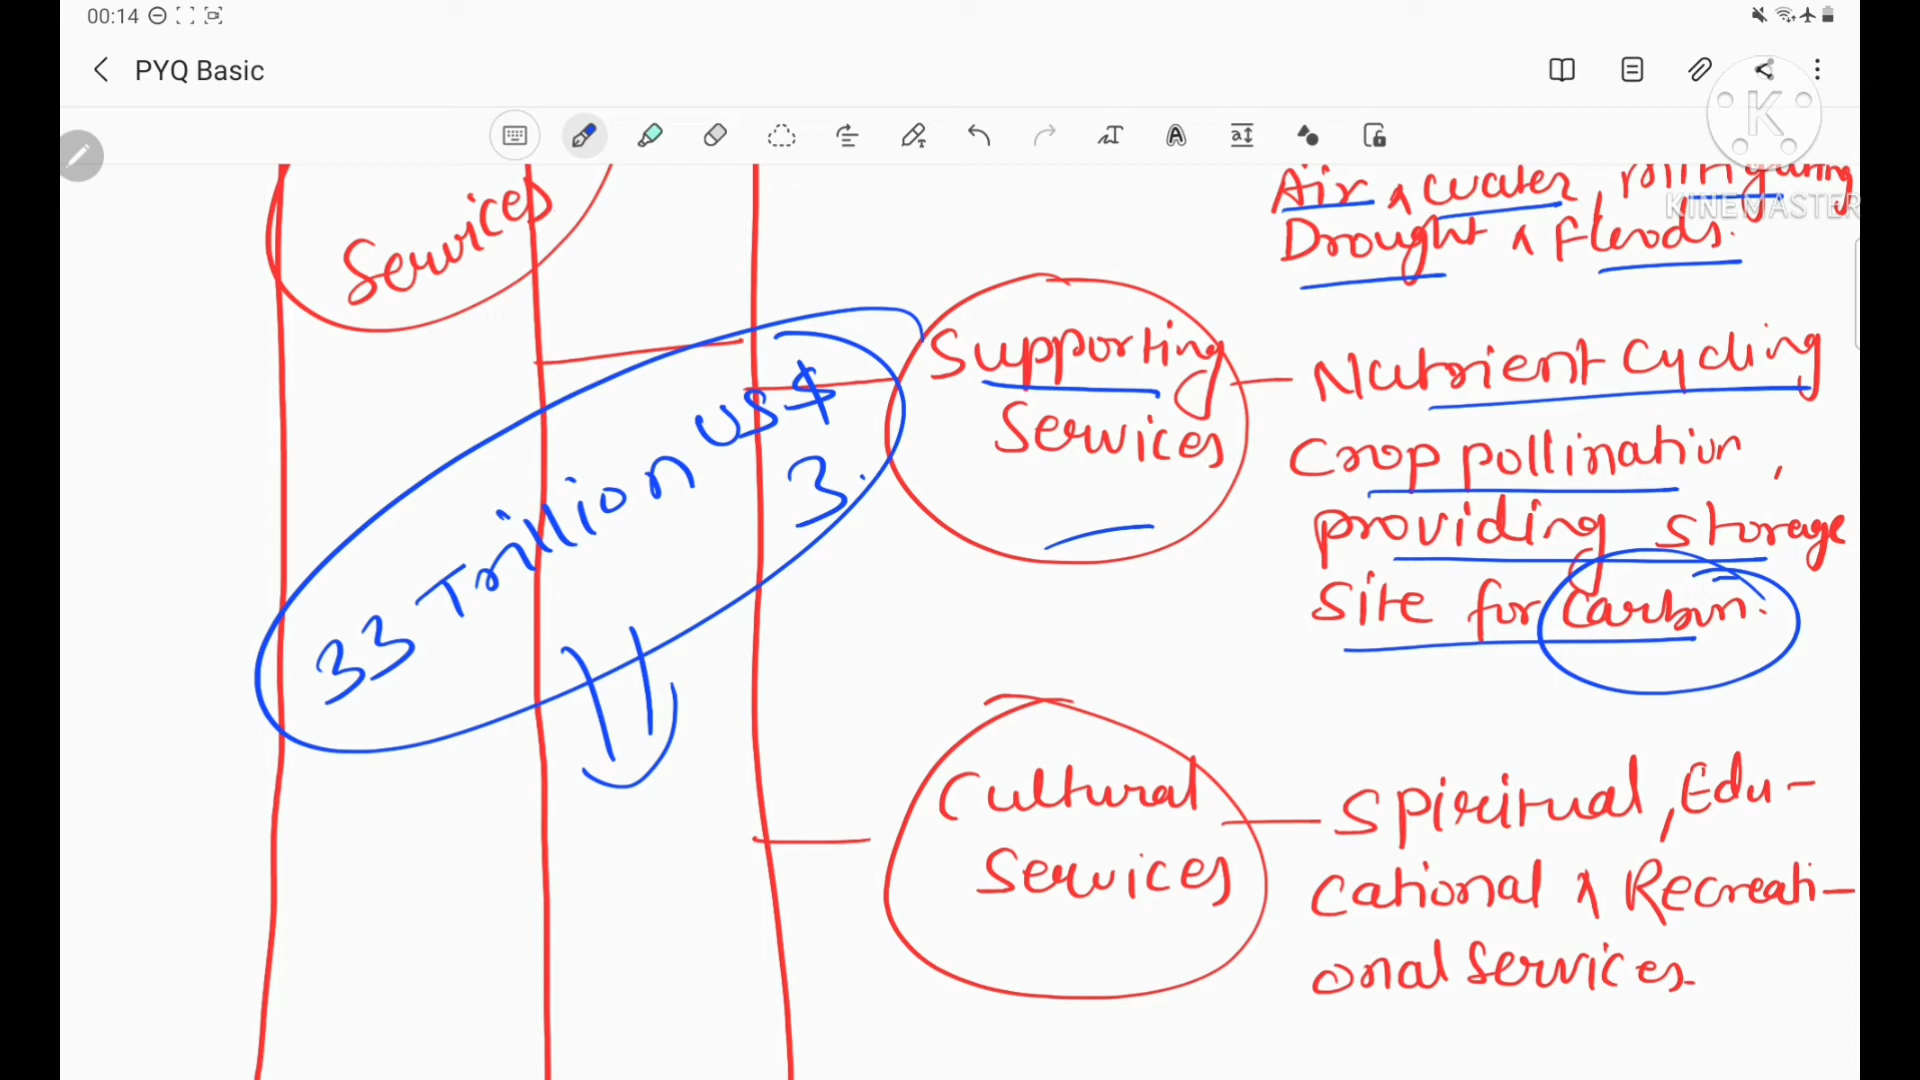 00:14
PYQ Basic
KINEMASTER
Services
Air ∧ water,
Drought ∧ floods.
Supporting
Services
Nutrient cycling
Crop pollination,
providing storage
Site for Carbon.
33 Trillion US $
3.
Cultural
Services
Spiritual, Edu-
cational ∧ Recreati-
onal Services.